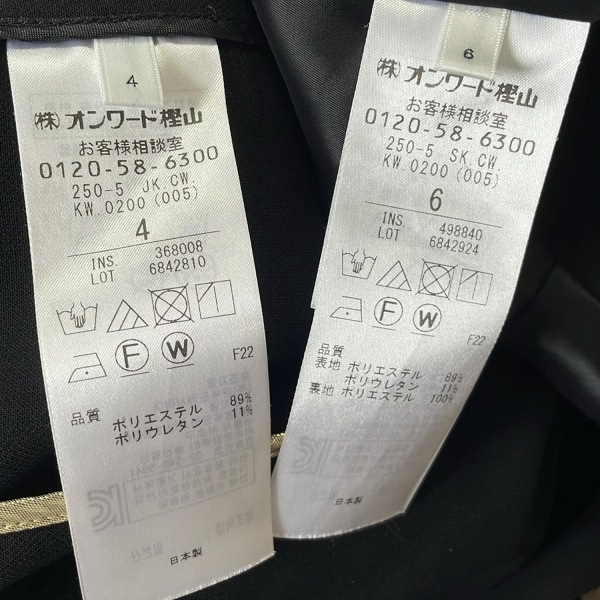 4
(株)オンワード樫山
お客様相談室
0120-58-6300
250-5 JK.CW.
KW.0200 (005)
4
INS. 368008
LOT 6842810
F W
F22
品質
ポリエステル 89%
ポリウレタン 11%
日本製
6
(株)オンワード樫山
お客様相談室
0120-58-6300
250-5 SK.CW.
KW.0200 (005)
6
INS. 498840
LOT 6842924
F W
F22
品質
表地 ポリエステル 89%
ポリウレタン 11%
裏地 ポリエステル 100%
日本製